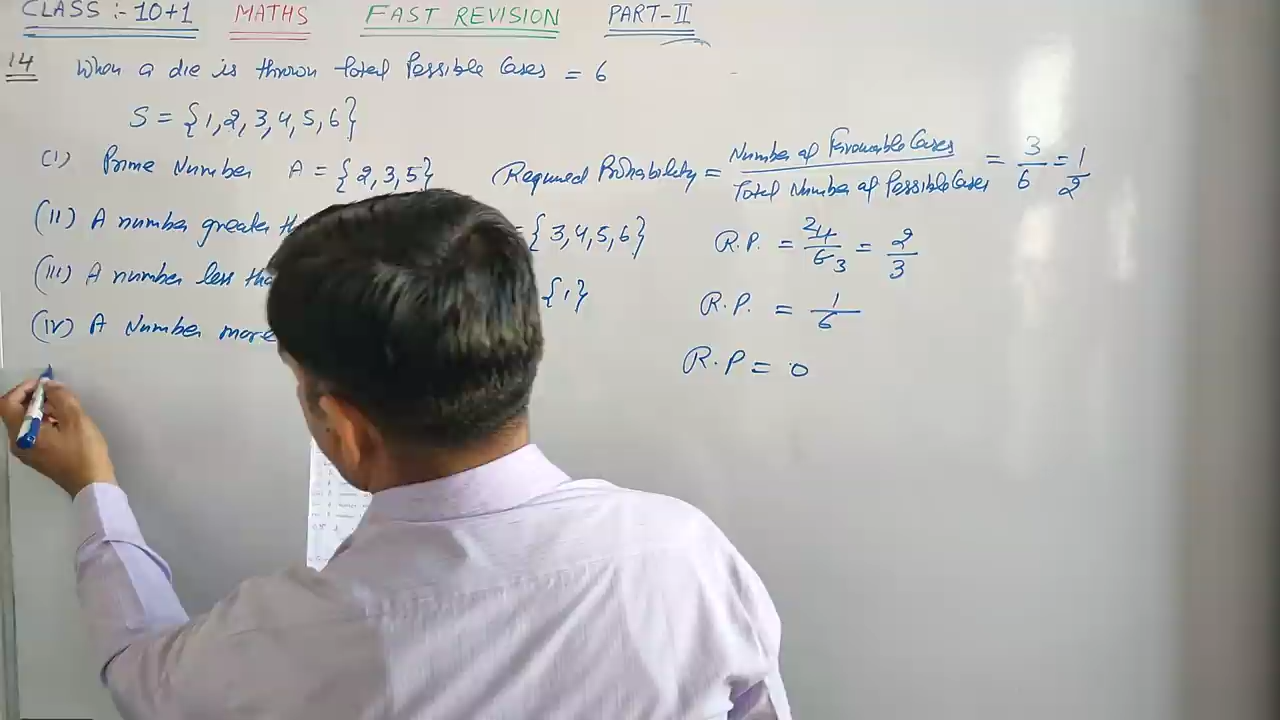 CLASS :- 10+1 MATHS FAST REVISION PART-II
14 When a die is thrown total Possible Cases = 6
S = {1,2,3,4,5,6}
(i) Prime Number A = {2,3,5} Required Probability = Number of Favourable Cases / Total Number of Possible Cases = 3/6 = 1/2
(ii) A number greater = {3,4,5,6} R.P. = 4/6 2 3 = 2/3
(iii) A number less {1} R.P. = 1/6
(iv) A Number more R.P = 0